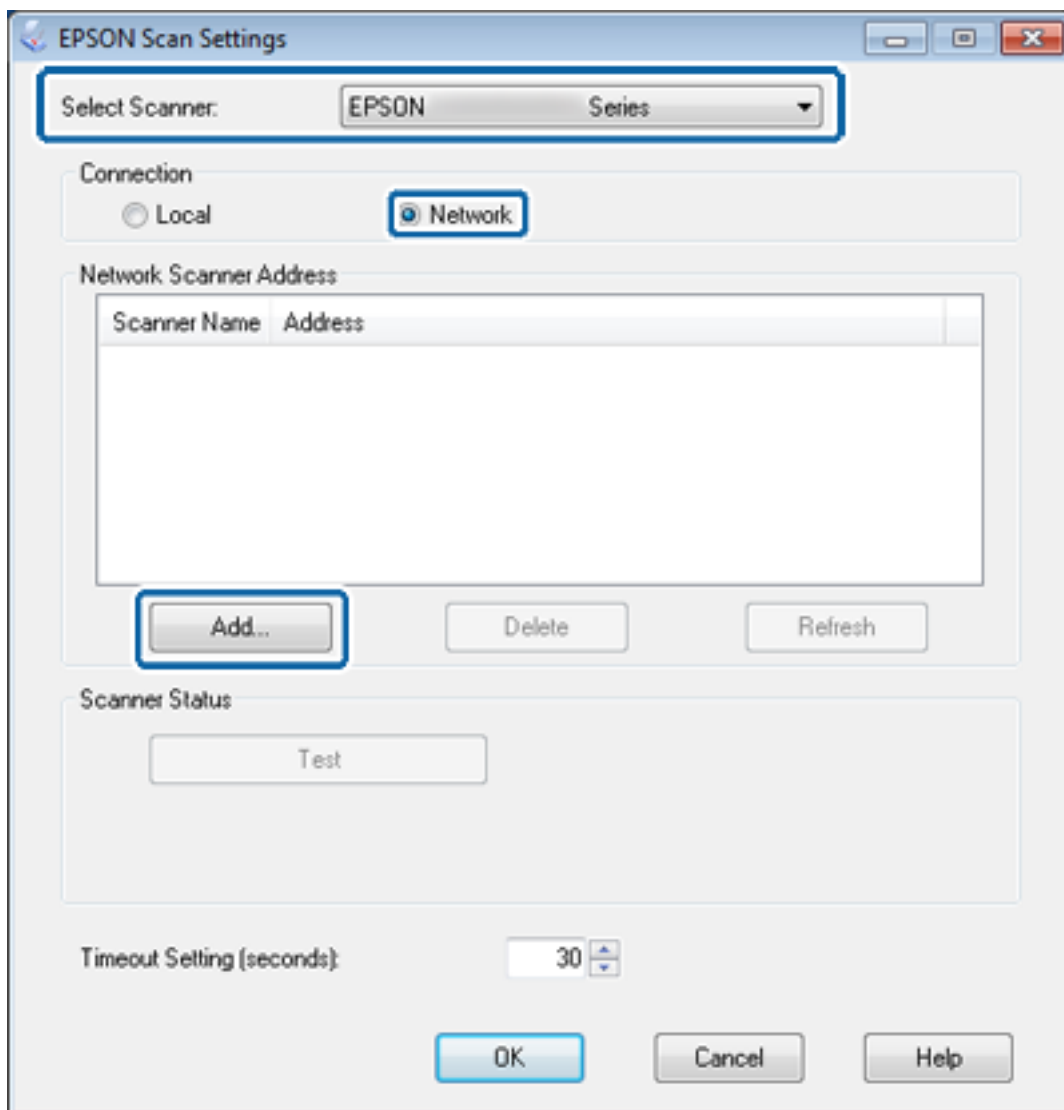 EPSON Scan Settings
Select Scanner: EPSON Series
Connection
Local Network
Network Scanner Address
Scanner Name Address
Add... Delete Refresh
Scanner Status
Test
Timeout Setting (seconds): 30
OK Cancel Help